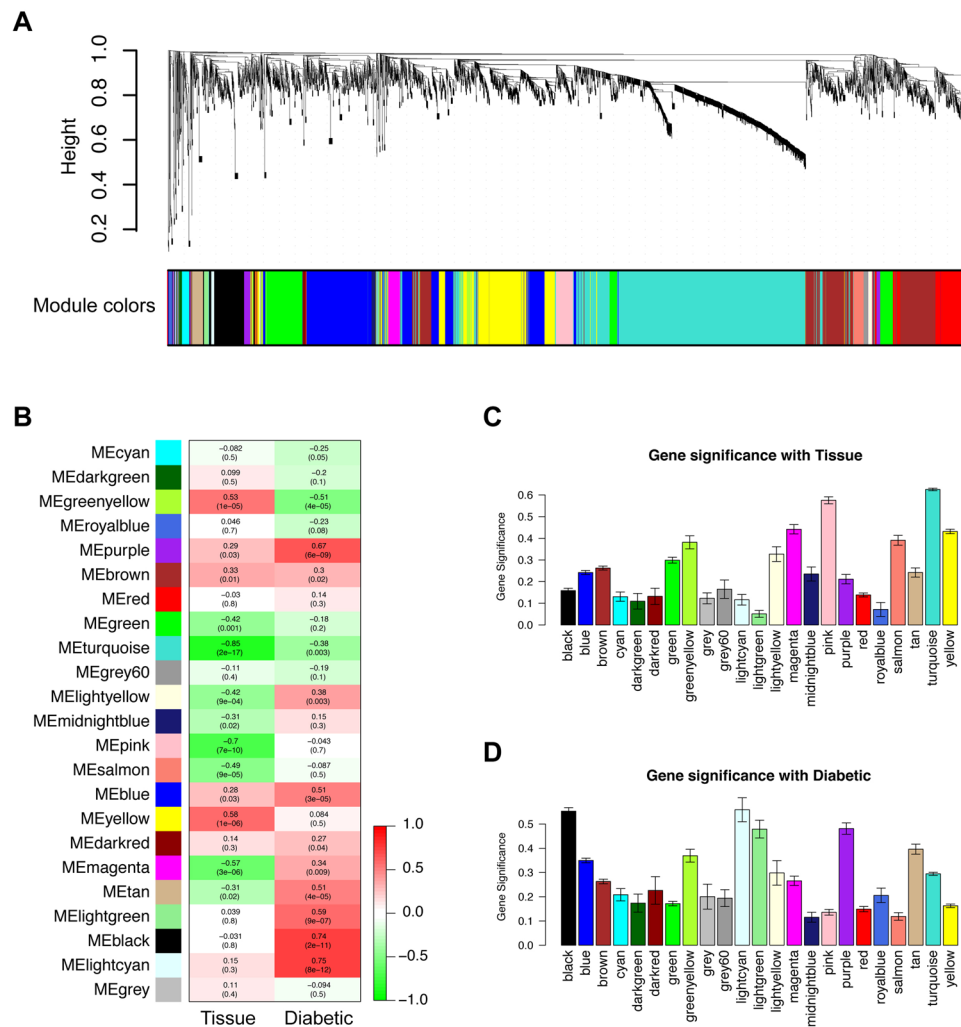 A
Height
1.0
0.8
0.6
0.4
0.2
Module colors
B
MEcyan −0.082 −0.25
(0.5) (0.05)
MEdarkgreen 0.099 −0.2
(0.5) (0.1)
MEgreenyellow 0.53 −0.51
(1e−05) (4e−05)
MEroyalblue 0.046 −0.23
(0.7) (0.08)
MEpurple 0.29 0.67
(0.03) (6e−09)
MEbrown 0.33 0.3
(0.01) (0.02)
MEred −0.03 0.14
(0.8) (0.3)
MEgreen −0.42 −0.18
(0.001) (0.2)
MEturquoise −0.85 −0.38
(2e−17) (0.003)
MEgrey60 −0.11 −0.19
(0.4) (0.1)
MElightyellow −0.42 0.38
(9e−04) (0.003)
MEmidnightblue −0.31 0.15
(0.02) (0.3)
MEpink −0.7 −0.043
(7e−10) (0.7)
MEsalmon −0.49 −0.087
(9e−05) (0.5)
MEblue 0.28 0.51
(0.03) (3e−05)
MEyellow 0.58 0.084
(1e−06) (0.5)
MEdarkred 0.14 0.27
(0.3) (0.04)
MEmagenta −0.57 0.34
(3e−06) (0.009)
MEtan −0.31 0.51
(0.02) (4e−05)
MElightgreen 0.039 0.59
(0.8) (9e−07)
MEblack −0.031 0.74
(0.8) (2e−11)
MElightcyan 0.15 0.75
(0.3) (8e−12)
MEgrey 0.11 −0.094
(0.4) (0.5)
Tissue Diabetic
1.0
0.5
0.0
−0.5
−1.0
C
Gene significance with Tissue
Gene Significance
0.6
0.5
0.4
0.3
0.2
0.1
0.0
black
blue
brown
cyan
darkgreen
darkred
green
greenyellow
grey
grey60
lightcyan
lightgreen
lightyellow
magenta
midnightblue
pink
purple
red
royalblue
salmon
tan
turquoise
yellow
D
Gene significance with Diabetic
Gene Significance
0.5
0.4
0.3
0.2
0.1
0.0
black
blue
brown
cyan
darkgreen
darkred
green
greenyellow
grey
grey60
lightcyan
lightgreen
lightyellow
magenta
midnightblue
pink
purple
red
royalblue
salmon
tan
turquoise
yellow